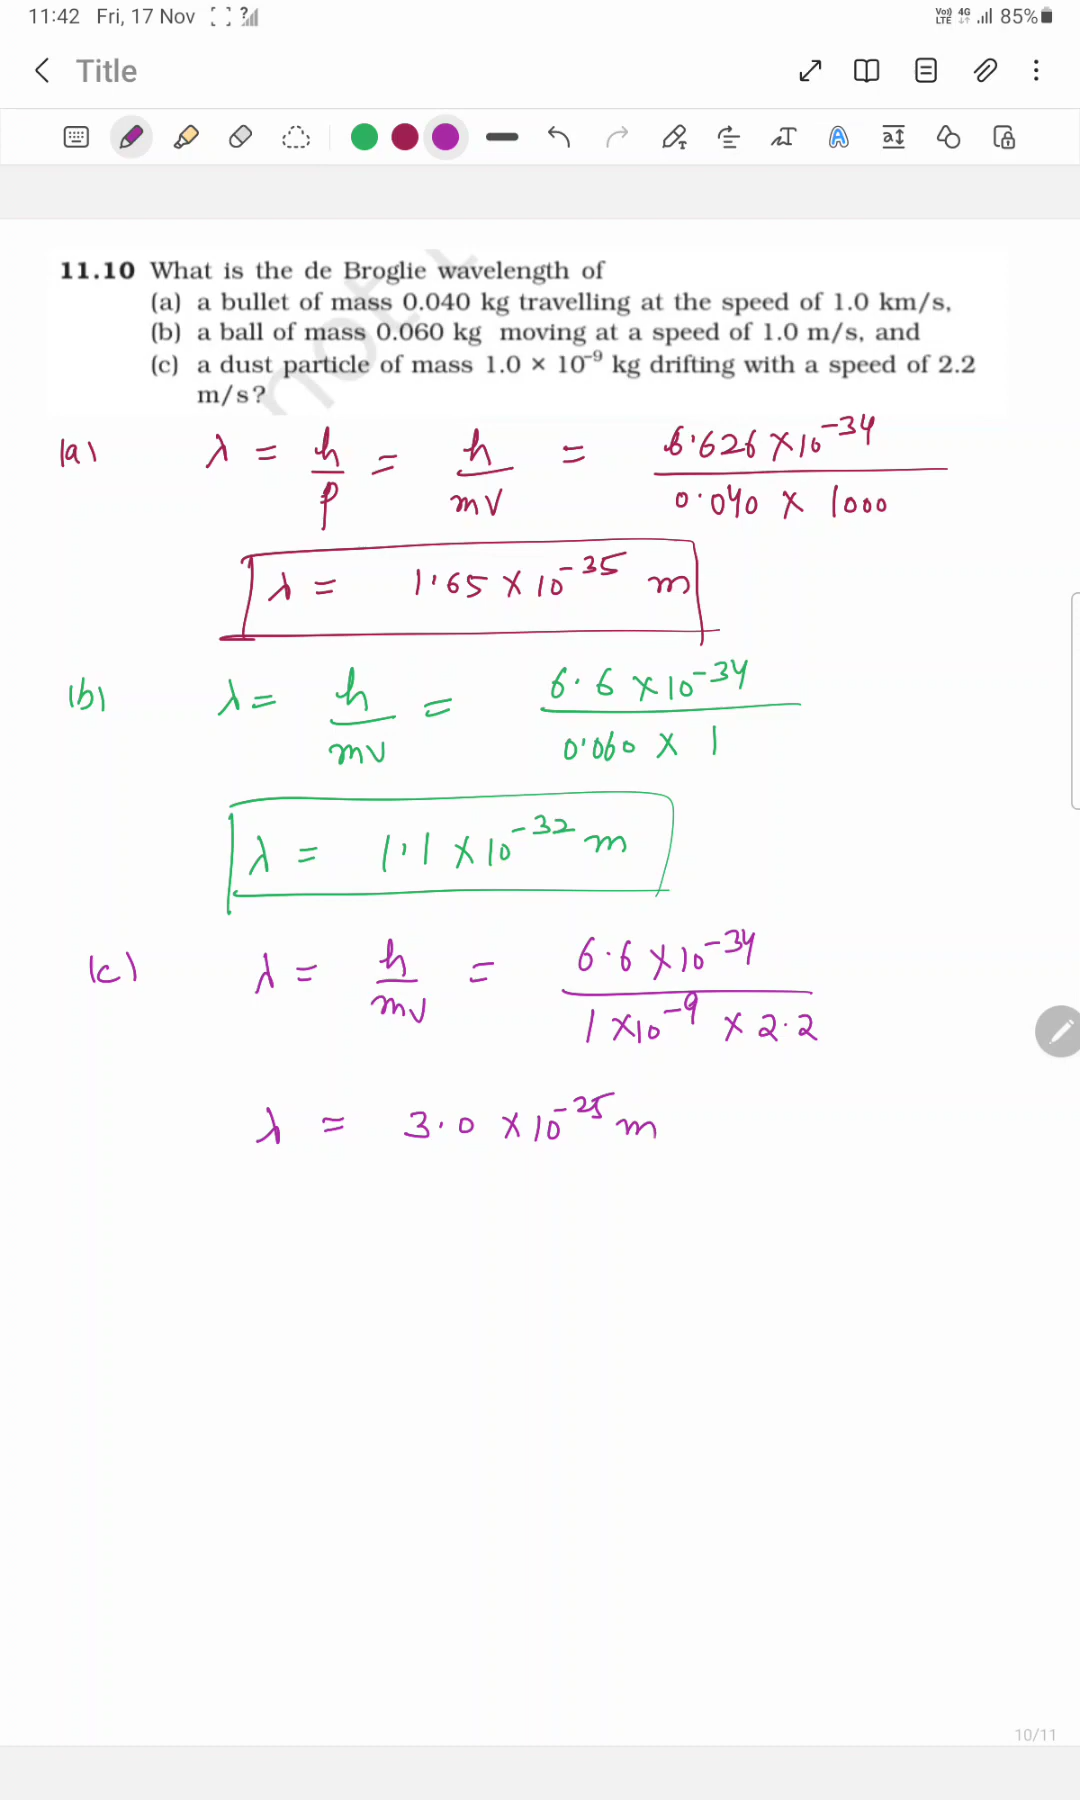 11:42 Fri, 17 Nov
Vo)) LTE 4G 85%
Title
11.10 What is the de Broglie wavelength of
(a) a bullet of mass 0.040 kg travelling at the speed of 1.0 km/s,
(b) a ball of mass 0.060 kg moving at a speed of 1.0 m/s, and
(c) a dust particle of mass 1.0 × 10⁻⁹ kg drifting with a speed of 2.2
m/s?
not
(a) λ = h/p = h/mv = 6.626 × 10⁻³⁴ / 0.040 × 1000
λ = 1.65 × 10⁻³⁵ m
(b) λ = h/mv = 6.6 × 10⁻³⁴ / 0.060 × 1
λ = 1.1 × 10⁻³² m
(c) λ = h/mv = 6.6 × 10⁻³⁴ / 1 × 10⁻⁹ × 2.2
λ = 3.0 × 10⁻²⁵ m
10/11